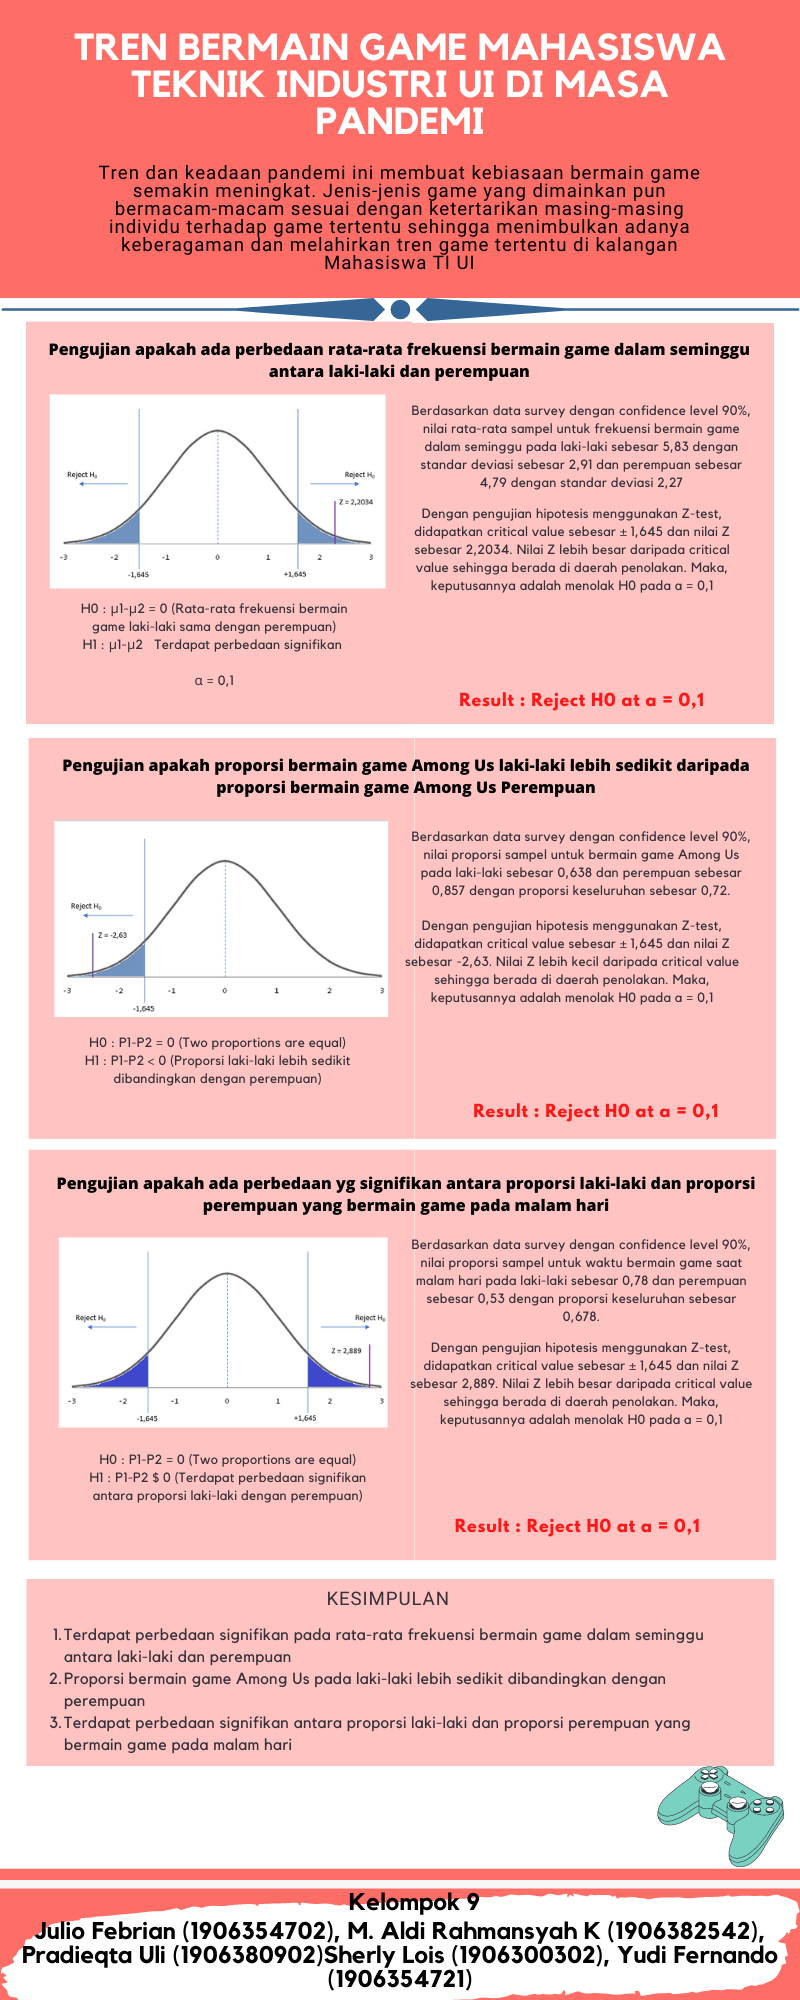 TREN BERMAIN GAME MAHASISWA
TEKNIK INDUSTRI UI DI MASA
PANDEMI
Tren dan keadaan pandemi ini membuat kebiasaan bermain game
semakin meningkat. Jenis-jenis game yang dimainkan pun
bermacam-macam sesuai dengan ketertarikan masing-masing
individu terhadap game tertentu sehingga menimbulkan adanya
keberagaman dan melahirkan tren game tertentu di kalangan
Mahasiswa TI UI
Pengujian apakah ada perbedaan rata-rata frekuensi bermain game dalam seminggu
antara laki-laki dan perempuan
Reject H₀
Reject H₀
Z = 2,2034
-3 -2 -1 0 1 2 3
-1,645 +1,645
H0 : µ1-µ2 = 0 (Rata-rata frekuensi bermain
game laki-laki sama dengan perempuan)
H1 : µ1-µ2 Terdapat perbedaan signifikan
α = 0,1
Berdasarkan data survey dengan confidence level 90%,
nilai rata-rata sampel untuk frekuensi bermain game
dalam seminggu pada laki-laki sebesar 5,83 dengan
standar deviasi sebesar 2,91 dan perempuan sebesar
4,79 dengan standar deviasi 2,27
Dengan pengujian hipotesis menggunakan Z-test,
didapatkan critical value sebesar ± 1,645 dan nilai Z
sebesar 2,2034. Nilai Z lebih besar daripada critical
value sehingga berada di daerah penolakan. Maka,
keputusannya adalah menolak H0 pada a = 0,1
Result : Reject H0 at a = 0,1
Pengujian apakah proporsi bermain game Among Us laki-laki lebih sedikit daripada
proporsi bermain game Among Us Perempuan
Reject H₀
Z = -2,63
-3 -2 -1 0 1 2 3
-1,645
H0 : P1-P2 = 0 (Two proportions are equal)
H1 : P1-P2 < 0 (Proporsi laki-laki lebih sedikit
dibandingkan dengan perempuan)
Berdasarkan data survey dengan confidence level 90%,
nilai proporsi sampel untuk bermain game Among Us
pada laki-laki sebesar 0,638 dan perempuan sebesar
0,857 dengan proporsi keseluruhan sebesar 0,72.
Dengan pengujian hipotesis menggunakan Z-test,
didapatkan critical value sebesar ± 1,645 dan nilai Z
sebesar -2,63. Nilai Z lebih kecil daripada critical value
sehingga berada di daerah penolakan. Maka,
keputusannya adalah menolak H0 pada a = 0,1
Result : Reject H0 at a = 0,1
Pengujian apakah ada perbedaan yg signifikan antara proporsi laki-laki dan proporsi
perempuan yang bermain game pada malam hari
Reject H₀
Reject H₀
Z = 2,889
-3 -2 -1 0 1 2 3
-1,645 +1,645
H0 : P1-P2 = 0 (Two proportions are equal)
H1 : P1-P2 $ 0 (Terdapat perbedaan signifikan
antara proporsi laki-laki dengan perempuan)
Berdasarkan data survey dengan confidence level 90%,
nilai proporsi sampel untuk waktu bermain game saat
malam hari pada laki-laki sebesar 0,78 dan perempuan
sebesar 0,53 dengan proporsi keseluruhan sebesar
0,678.
Dengan pengujian hipotesis menggunakan Z-test,
didapatkan critical value sebesar ± 1,645 dan nilai Z
sebesar 2,889. Nilai Z lebih besar daripada critical value
sehingga berada di daerah penolakan. Maka,
keputusannya adalah menolak H0 pada a = 0,1
Result : Reject H0 at a = 0,1
KESIMPULAN
1. Terdapat perbedaan signifikan pada rata-rata frekuensi bermain game dalam seminggu
antara laki-laki dan perempuan
2. Proporsi bermain game Among Us pada laki-laki lebih sedikit dibandingkan dengan
perempuan
3. Terdapat perbedaan signifikan antara proporsi laki-laki dan proporsi perempuan yang
bermain game pada malam hari
Kelompok 9
Julio Febrian (1906354702), M. Aldi Rahmansyah K (1906382542),
Pradieqta Uli (1906380902)Sherly Lois (1906300302), Yudi Fernando
(1906354721)